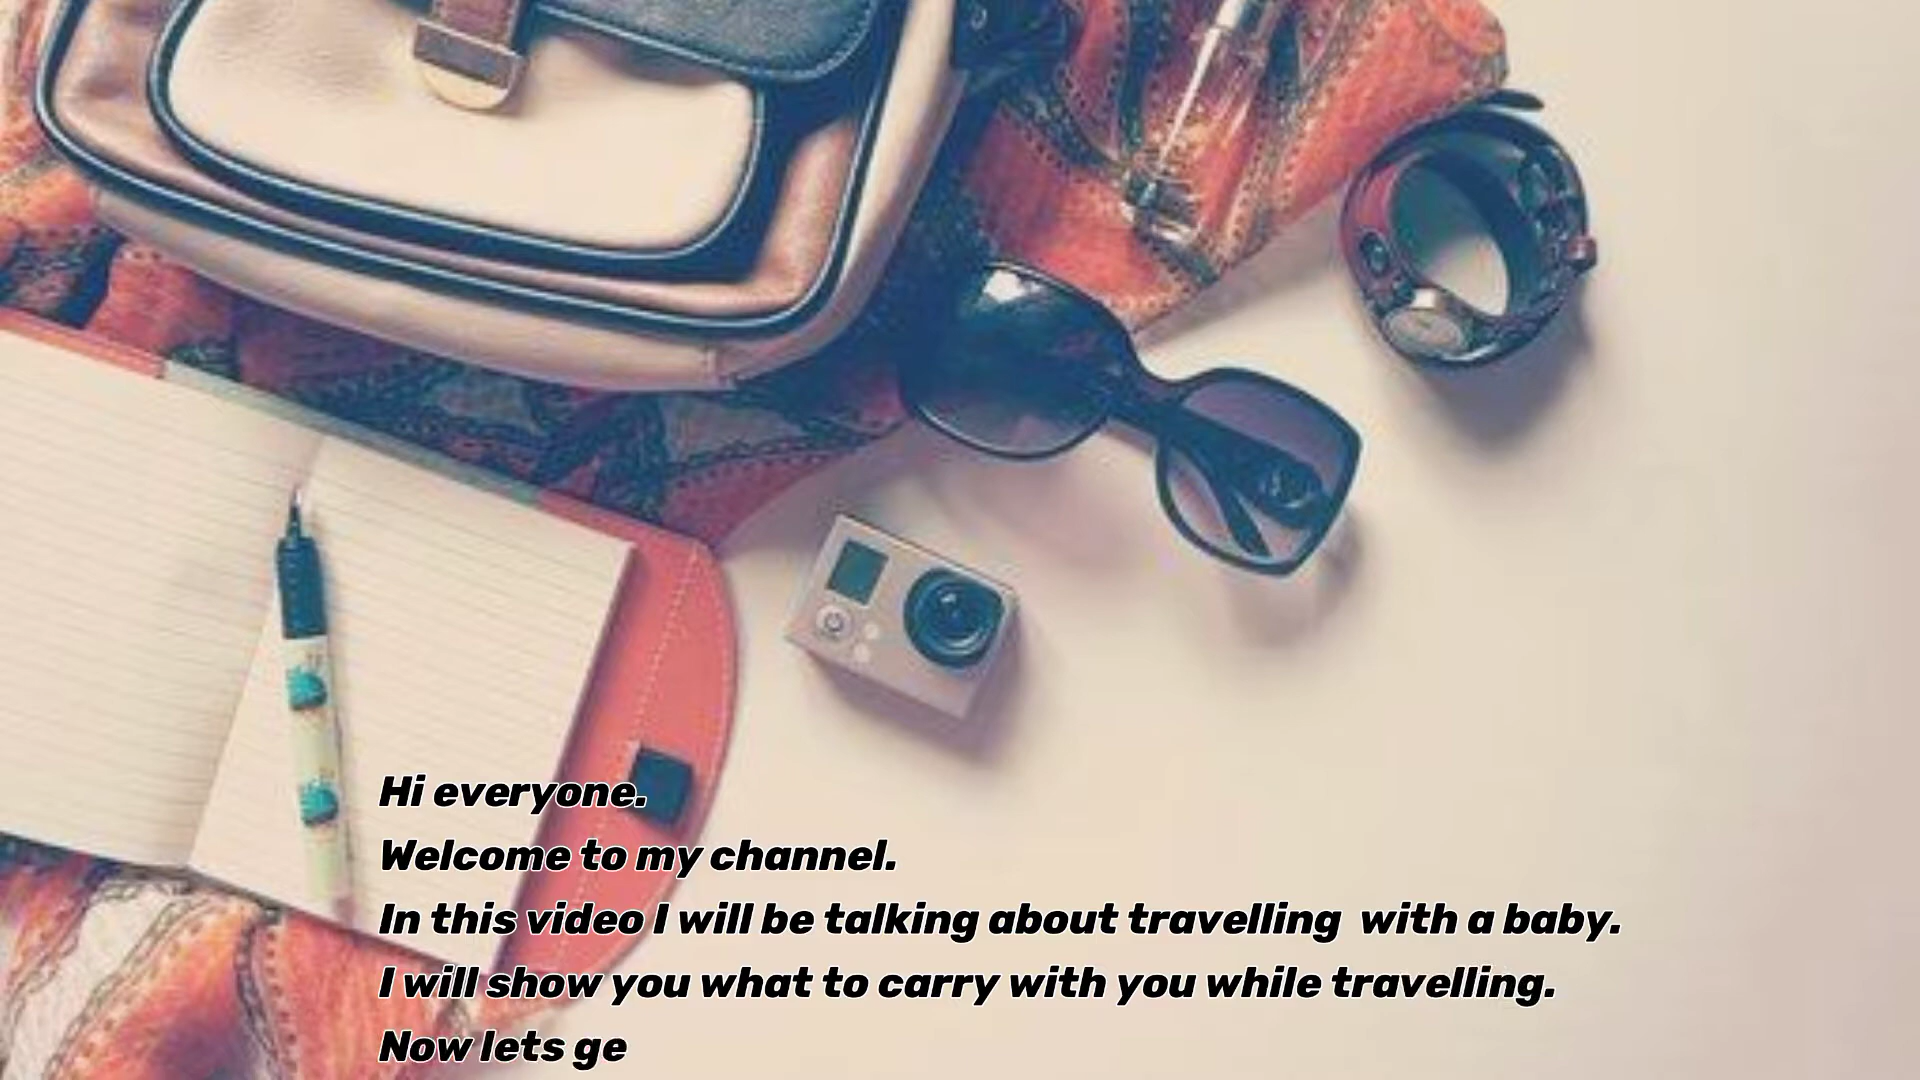 Hi everyone.
Welcome to my channel.
In this video I will be talking about travelling  with a baby.
I will show you what to carry with you while travelling.
Now lets ge